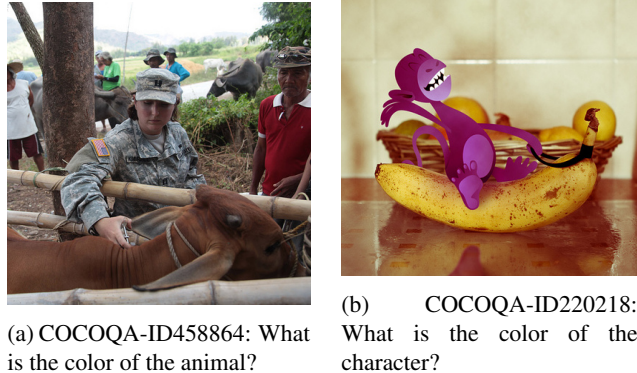 (a) COCOQA-ID458864: What
is the color of the animal?
(b) COCOQA-ID220218:
What is the color of the
character?